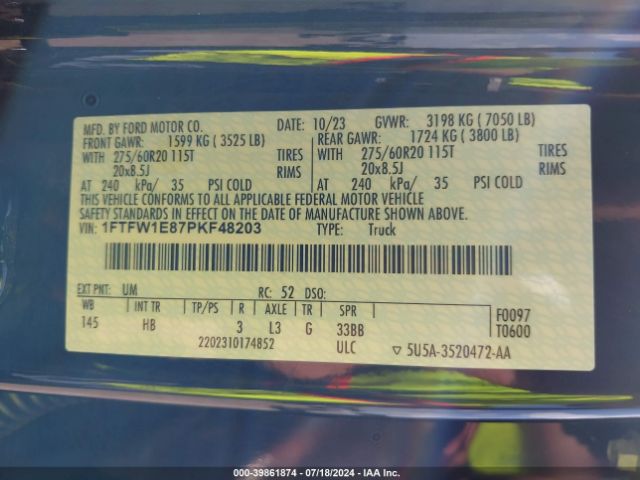 MFD. BY FORD MOTOR CO. DATE: 10/23 GVWR: 3198 KG ( 7050 LB)
FRONT GAWR: 1599 KG ( 3525 LB) REAR GAWR: 1724 KG ( 3800 LB)
WITH 275/60R20 115T TIRES WITH 275/60R20 115T TIRES
20x8.5J RIMS 20x8.5J RIMS
AT 240 kPa/ 35 PSI COLD AT 240 kPa/ 35 PSI COLD
THIS VEHICLE CONFORMS TO ALL APPLICABLE FEDERAL MOTOR VEHICLE
SAFETY STANDARDS IN EFFECT ON THE DATE OF MANUFACTURE SHOWN ABOVE.
VIN: 1FTFW1E87PKF48203 TYPE: Truck
EXT PNT: UM RC: 52 DSO:
WB INT TR TP/PS R AXLE TR SPR F0097
145 HB 3 L3 G 33BB T0600
2202310174852 ULC ▽ 5U5A-3520472-AA
000-39861874 - 07/18/2024 - IAA Inc.